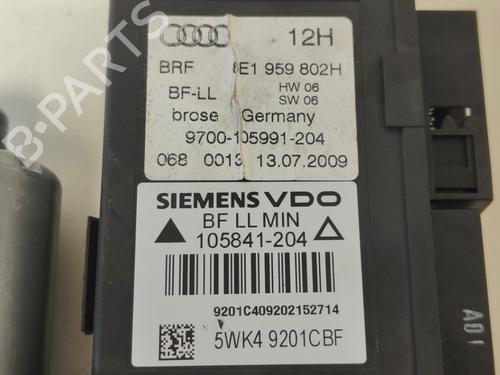 12H
BRF 8E1 959 802H
BF-LL HW 06
SW 06
brose Germany
9700-105991-204
068 0013 13.07.2009
SIEMENS VDO
BF LL MIN
105841-204
9201C409202152714
5WK4 9201CBF
A01